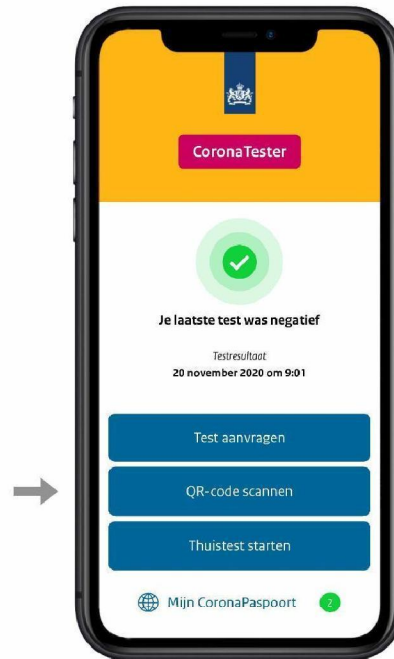 CoronaTester
Je laatste test was negatief
Testresultaat
20 november 2020 om 9:01
Test aanvragen
QR-code scannen
Thuistest starten
Mijn CoronaPaspoort 2